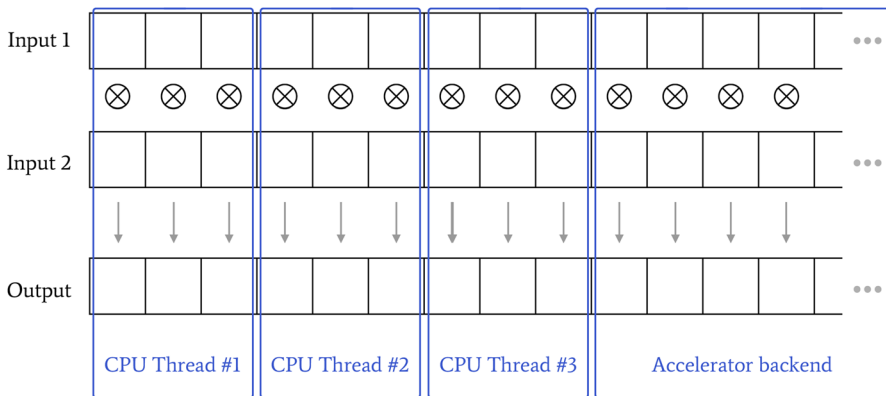 Input 1
Input 2
Output
CPU Thread #1
CPU Thread #2
CPU Thread #3
Accelerator backend